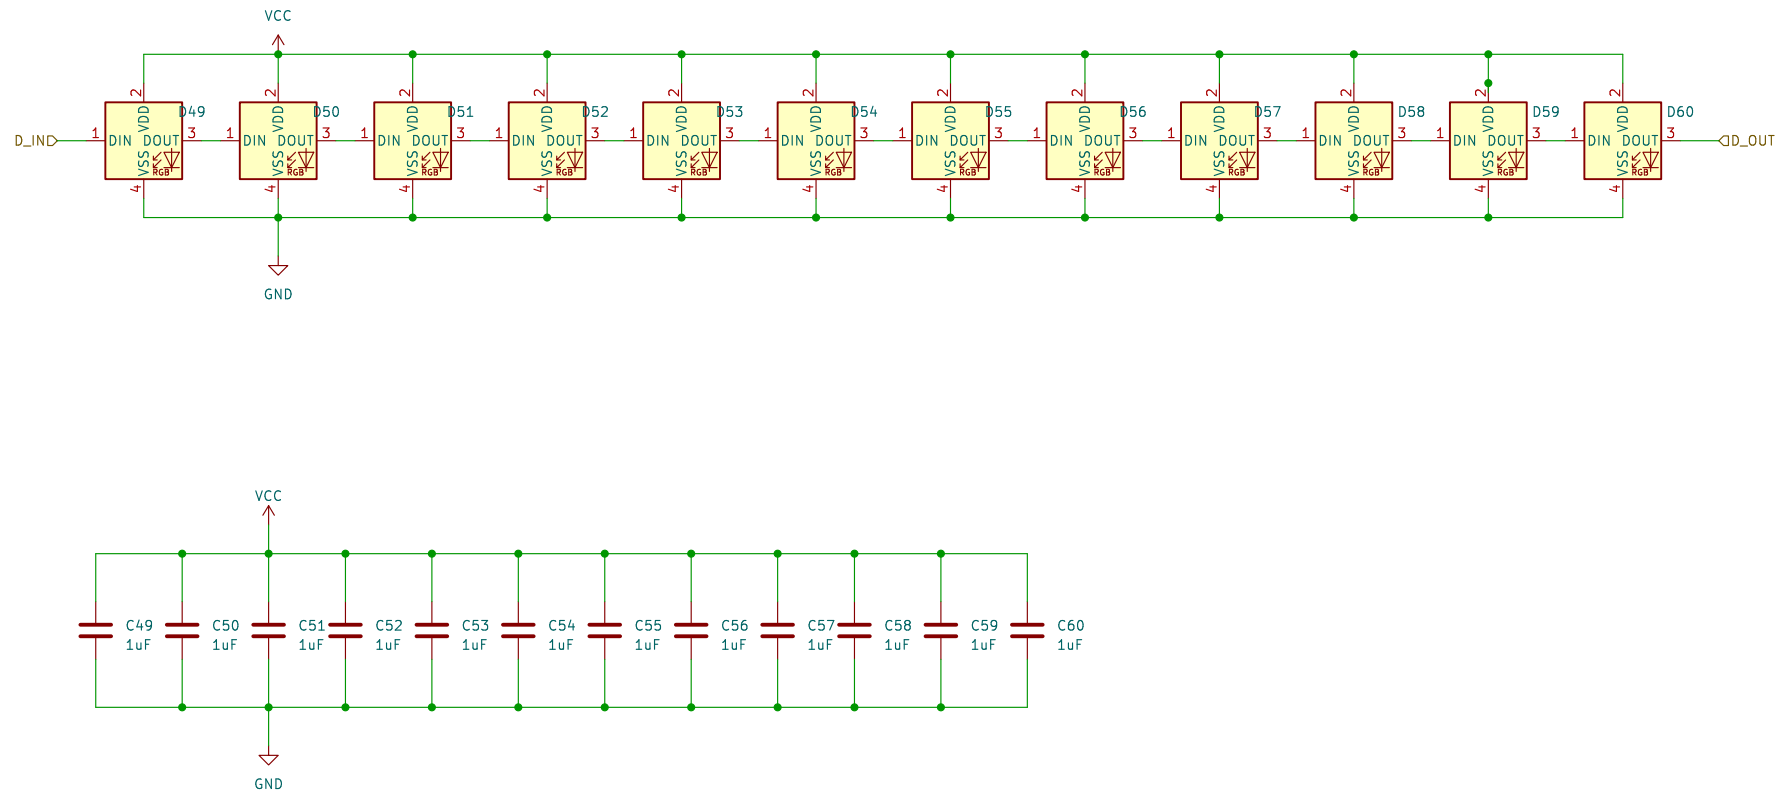 VCC
2 2 2 2 2 2 2 2 2 2 2 2
D49 D50 D51 D52 D53 D54 D55 D56 D57 D58 D59 D60
VDD VDD VDD VDD VDD VDD VDD VDD VDD VDD VDD VDD
D_IN 1 DIN DOUT 3 1 DIN DOUT 3 1 DIN DOUT 3 1 DIN DOUT 3 1 DIN DOUT 3 1 DIN DOUT 3 1 DIN DOUT 3 1 DIN DOUT 3 1 DIN DOUT 3 1 DIN DOUT 3 1 DIN DOUT 3 1 DIN DOUT 3 D_OUT
VSS VSS VSS VSS VSS VSS VSS VSS VSS VSS VSS VSS
RGB RGB RGB RGB RGB RGB RGB RGB RGB RGB RGB RGB
4 4 4 4 4 4 4 4 4 4 4 4
GND
VCC
C49 C50 C51 C52 C53 C54 C55 C56 C57 C58 C59 C60
1uF 1uF 1uF 1uF 1uF 1uF 1uF 1uF 1uF 1uF 1uF 1uF
GND